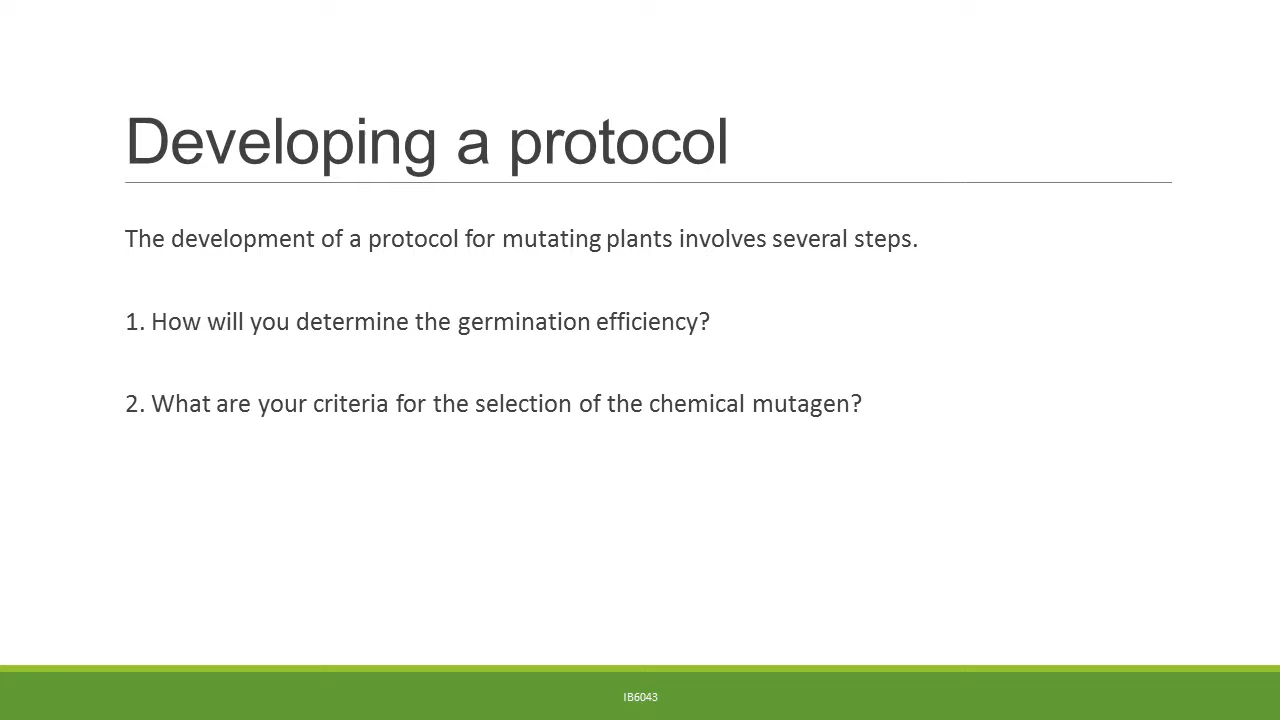 Developing a protocol
The development of a protocol for mutating plants involves several steps.
1. How will you determine the germination efficiency?
2. What are your criteria for the selection of the chemical mutagen?
IB6043